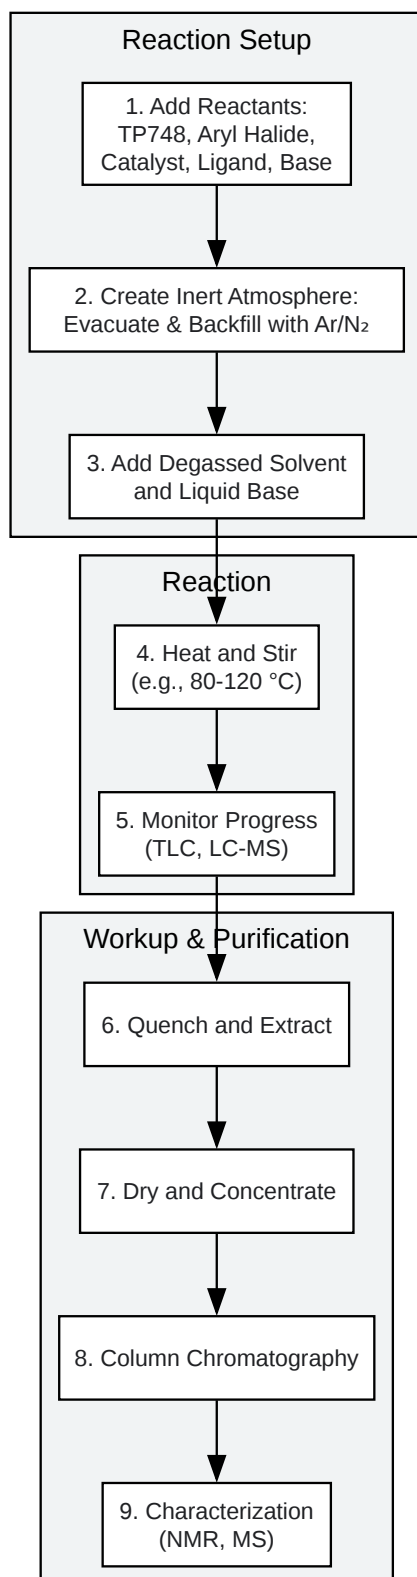 Reaction Setup
1. Add Reactants:
TP748, Aryl Halide,
Catalyst, Ligand, Base
2. Create Inert Atmosphere:
Evacuate & Backfill with Ar/N₂
3. Add Degassed Solvent
and Liquid Base
Reaction
4. Heat and Stir
(e.g., 80-120 °C)
5. Monitor Progress
(TLC, LC-MS)
Workup & Purification
6. Quench and Extract
7. Dry and Concentrate
8. Column Chromatography
9. Characterization
(NMR, MS)